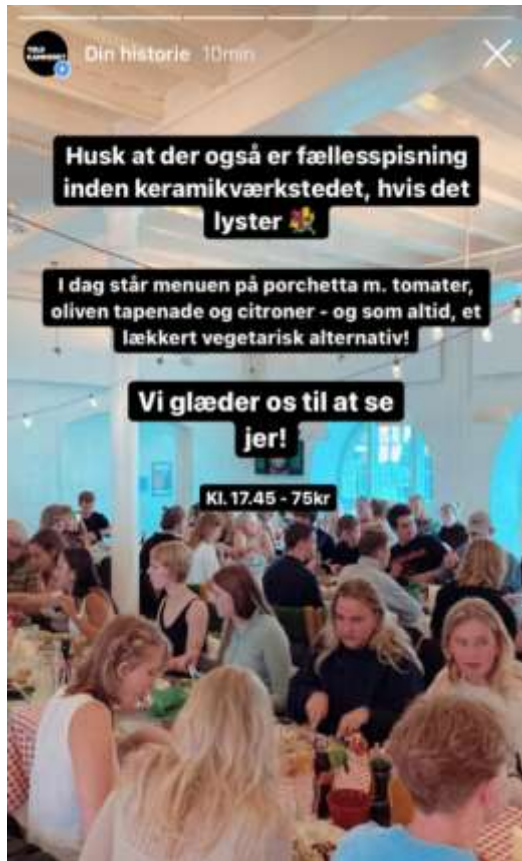 TOLD
KAMMERET
Din historie 10min
Husk at der også er fællesspisning
inden keramikværkstedet, hvis det
lyster 💐
I dag står menuen på porchetta m. tomater,
oliven tapenade og citroner - og som altid, et
lækkert vegetarisk alternativ!
Vi glæder os til at se
jer!
Kl. 17.45 - 75kr